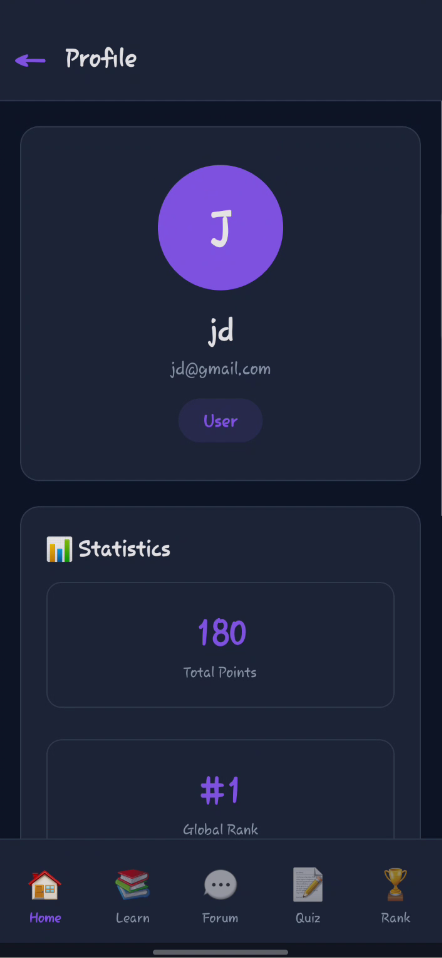 Profile
J
jd
jd@gmail.com
User
Statistics
180
Total Points
#1
Global Rank
Home
Learn
Forum
Quiz
Rank